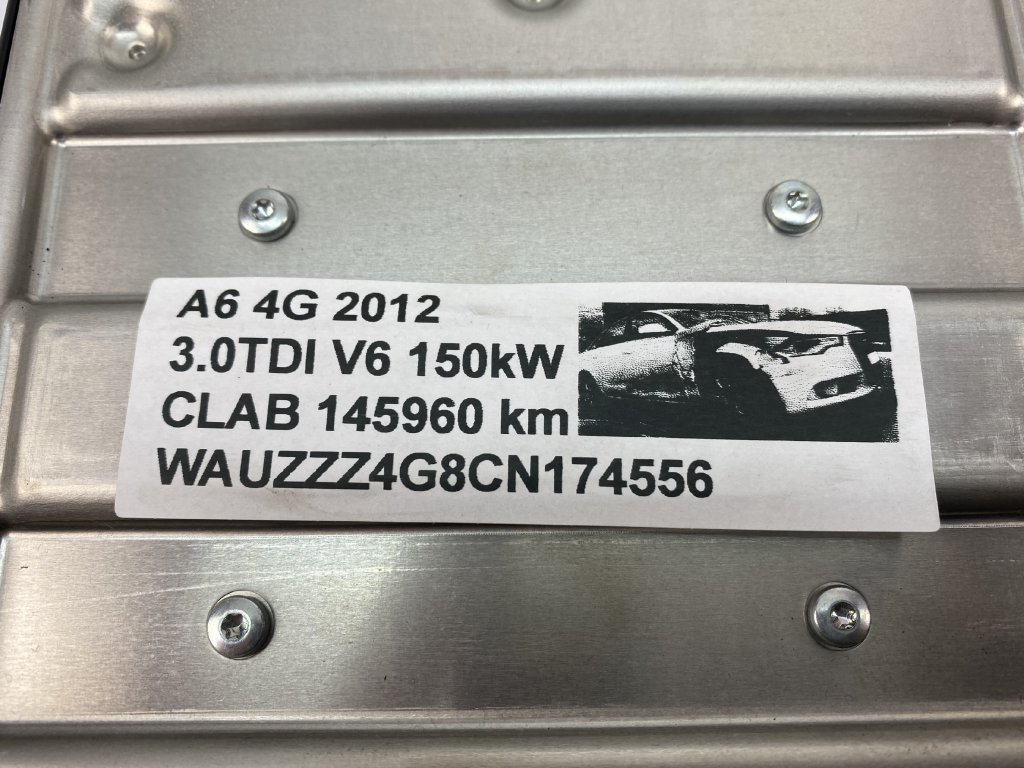 A6 4G 2012
3.0TDI V6 150kW
CLAB 145960 km
WAUZZZ4G8CN174556